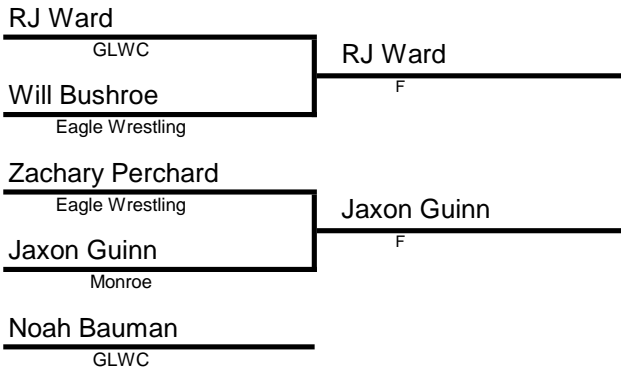 RJ Ward
GLWC
RJ Ward
F
Will Bushroe
Eagle Wrestling
Zachary Perchard
Eagle Wrestling
Jaxon Guinn
F
Jaxon Guinn
Monroe
Noah Bauman
GLWC